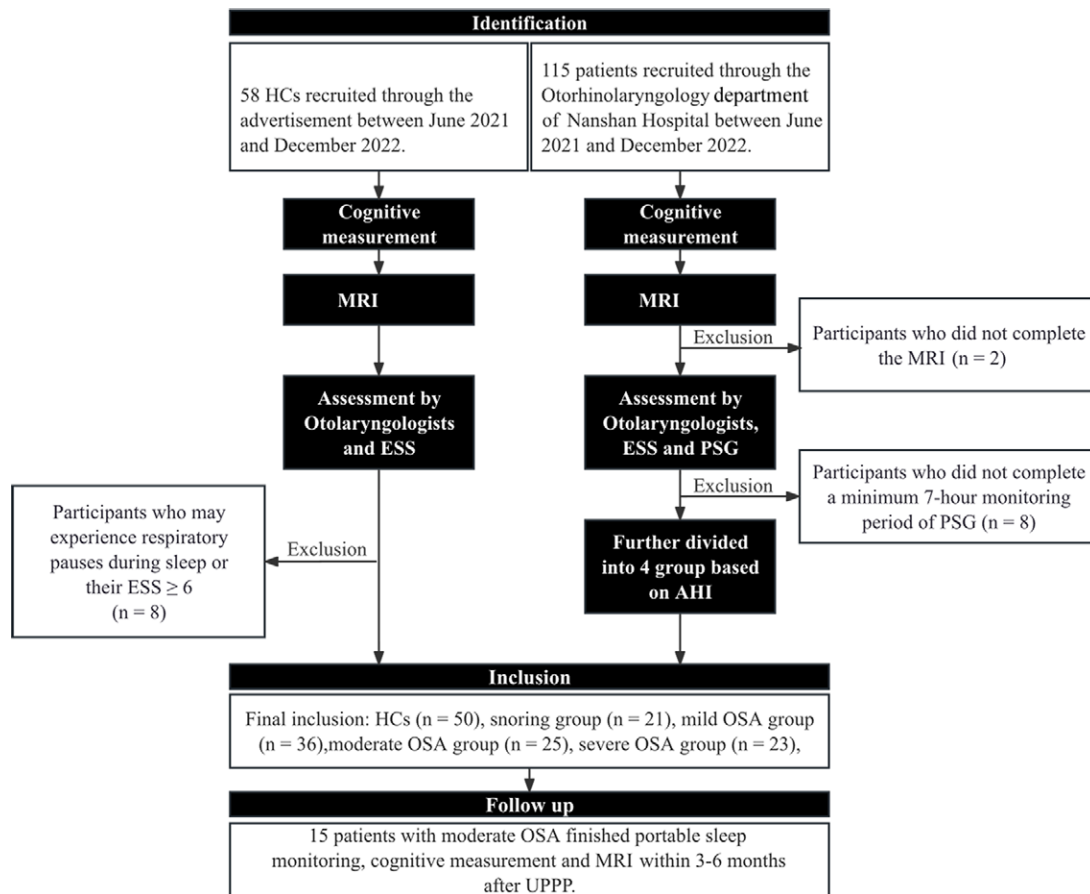 Identification
58 HCs recruited through the
advertisement between June 2021
and December 2022.
115 patients recruited through the
Otorhinolaryngology department
of Nanshan Hospital between June
2021 and December 2022.
Cognitive
measurement
Cognitive
measurement
MRI
MRI
Exclusion
Participants who did not complete
the MRI (n = 2)
Assessment by
Otolaryngologists
and ESS
Assessment by
Otolaryngologists,
ESS and PSG
Exclusion
Participants who did not complete
a minimum 7-hour monitoring
period of PSG (n = 8)
Participants who may
experience respiratory
pauses during sleep or
their ESS ≥ 6
(n = 8)
Exclusion
Further divided
into 4 group based
on AHI
Inclusion
Final inclusion: HCs (n = 50), snoring group (n = 21), mild OSA group
(n = 36),moderate OSA group (n = 25), severe OSA group (n = 23),
Follow up
15 patients with moderate OSA finished portable sleep
monitoring, cognitive measurement and MRI within 3-6 months
after UPPP.